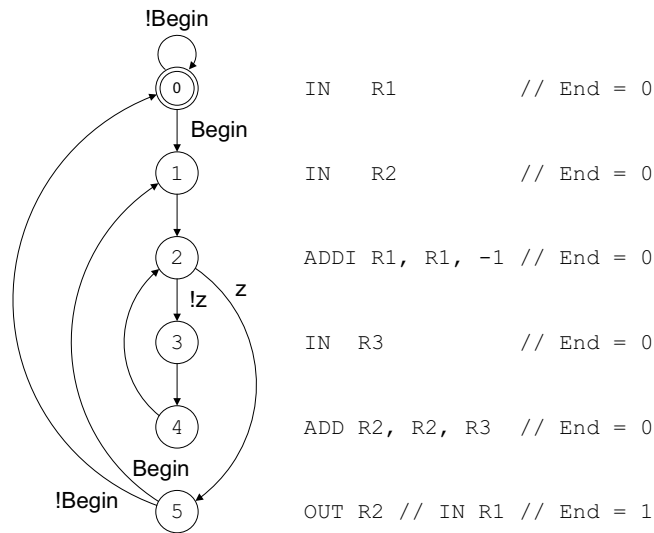 !Begin
0 IN R1 // End = 0
Begin
1 IN R2 // End = 0
2 ADDI R1, R1, -1 // End = 0
!z z
3 IN R3 // End = 0
4 ADD R2, R2, R3 // End = 0
Begin
!Begin
5 OUT R2 // IN R1 // End = 1